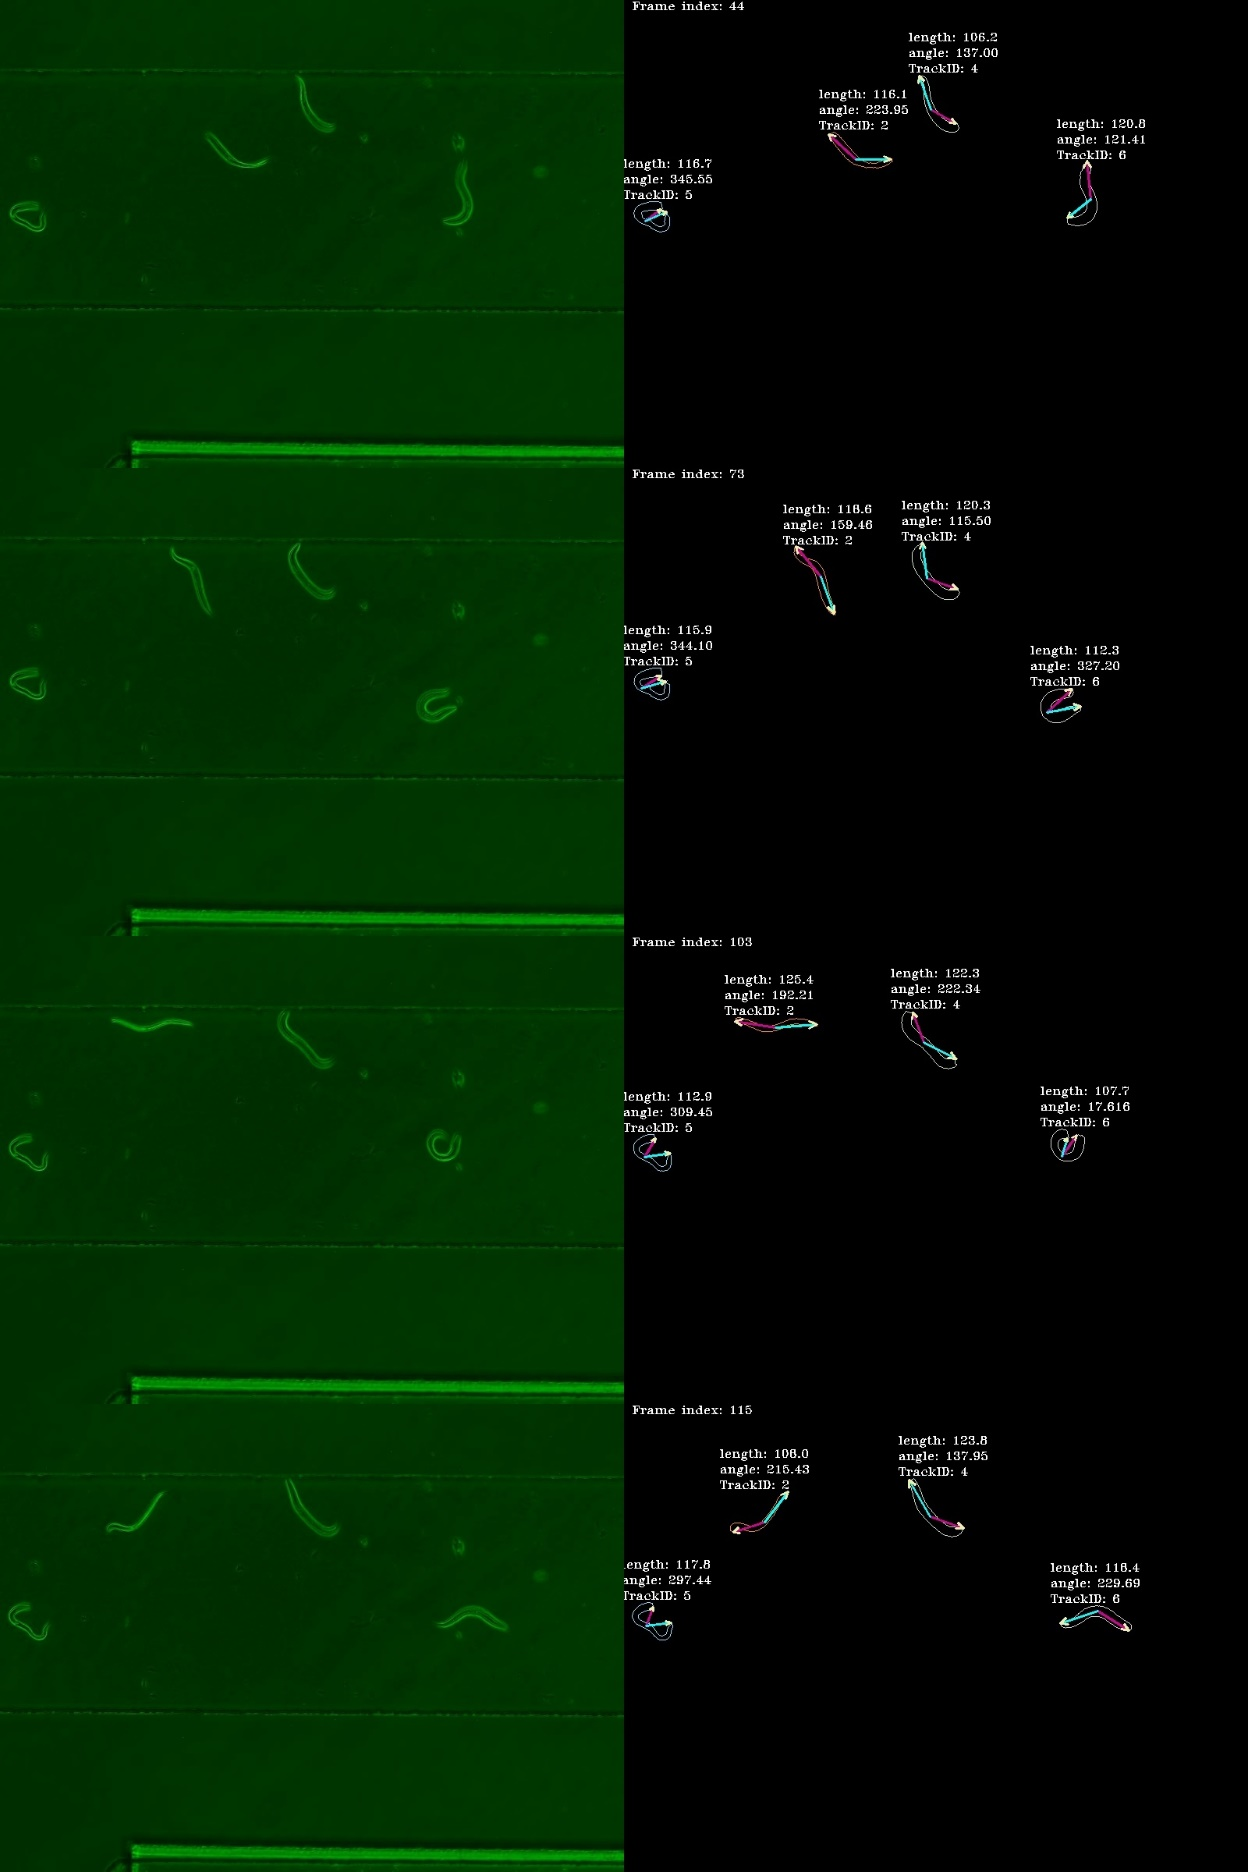 Frame index: 44
length: 106.2
angle: 137.00
TrackID: 4
length: 116.1
angle: 223.95
TrackID: 2
length: 120.8
angle: 121.41
TrackID: 6
length: 116.7
angle: 345.55
TrackID: 5
Frame index: 73
length: 116.6
angle: 159.46
TrackID: 2
length: 120.3
angle: 115.50
TrackID: 4
length: 115.9
angle: 344.10
TrackID: 5
length: 112.3
angle: 327.20
TrackID: 6
Frame index: 103
length: 125.4
angle: 192.21
TrackID: 2
length: 122.3
angle: 222.34
TrackID: 4
length: 112.9
angle: 309.45
TrackID: 5
length: 107.7
angle: 17.616
TrackID: 6
Frame index: 115
length: 106.0
angle: 215.43
TrackID: 2
length: 123.8
angle: 137.95
TrackID: 4
length: 117.8
angle: 297.44
TrackID: 5
length: 116.4
angle: 229.69
TrackID: 6